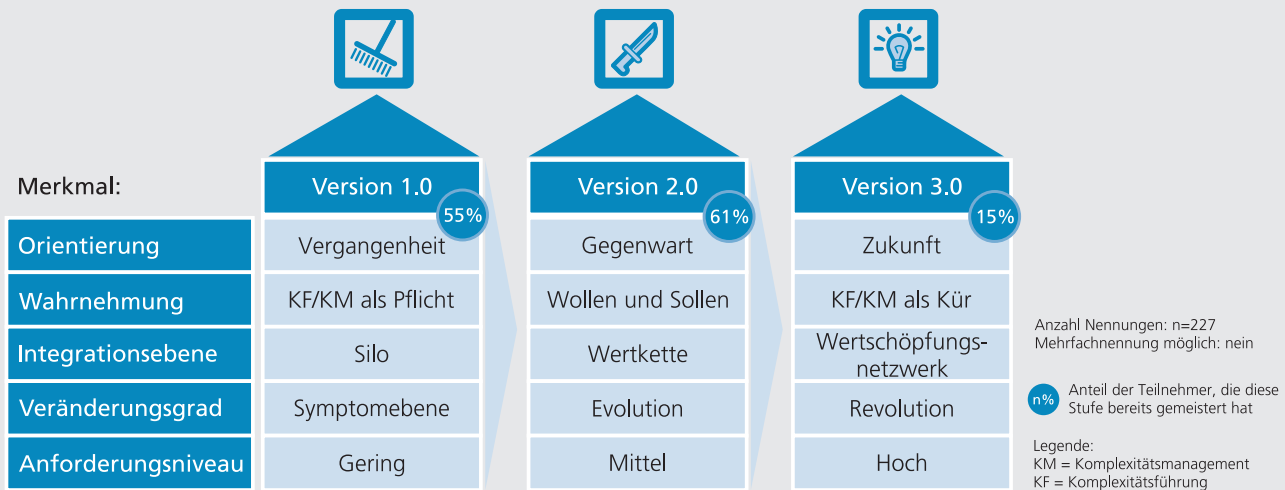 Merkmal:
Version 1.0
Version 2.0
Version 3.0
55%
61%
15%
Orientierung
Vergangenheit
Gegenwart
Zukunft
Wahrnehmung
KF/KM als Pflicht
Wollen und Sollen
KF/KM als Kür
Integrationsebene
Silo
Wertkette
Wertschöpfungs-
netzwerk
Veränderungsgrad
Symptomebene
Evolution
Revolution
Anforderungsniveau
Gering
Mittel
Hoch
Anzahl Nennungen: n=227
Mehrfachnennung möglich: nein
n%
Anteil der Teilnehmer, die diese
Stufe bereits gemeistert hat
Legende:
KM = Komplexitätsmanagement
KF = Komplexitätsführung